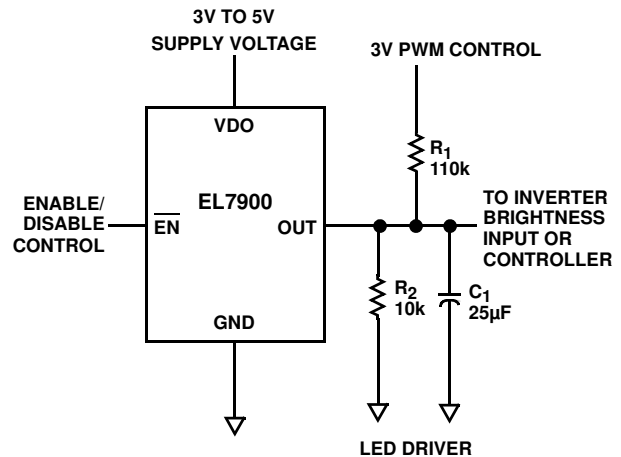 3V TO 5V
SUPPLY VOLTAGE
3V PWM CONTROL
VDO
R1
110k
ENABLE/
DISABLE
CONTROL
EN
EL7900
OUT
TO INVERTER
BRIGHTNESS
INPUT OR
CONTROLLER
R2
10k
C1
25µF
GND
LED DRIVER